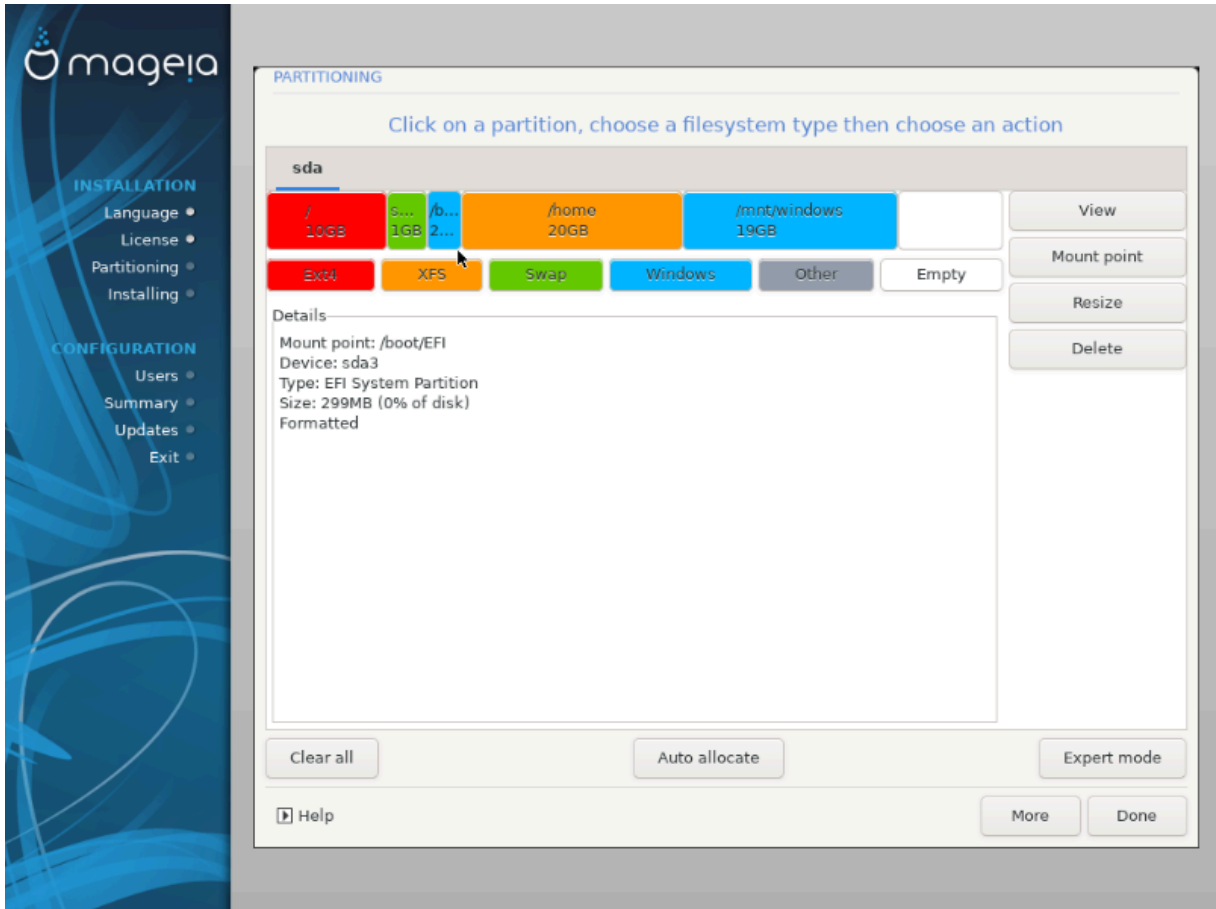 mageia
INSTALLATION
Language
License
Partitioning
Installing
CONFIGURATION
Users
Summary
Updates
Exit
PARTITIONING
Click on a partition, choose a filesystem type then choose an action
sda
/
10GB
s...
1GB
/b...
2...
/home
20GB
/mnt/windows
19GB
Ext4
XFS
Swap
Windows
Other
Empty
View
Mount point
Resize
Delete
Details
Mount point: /boot/EFI
Device: sda3
Type: EFI System Partition
Size: 299MB (0% of disk)
Formatted
Clear all
Auto allocate
Expert mode
Help
More
Done